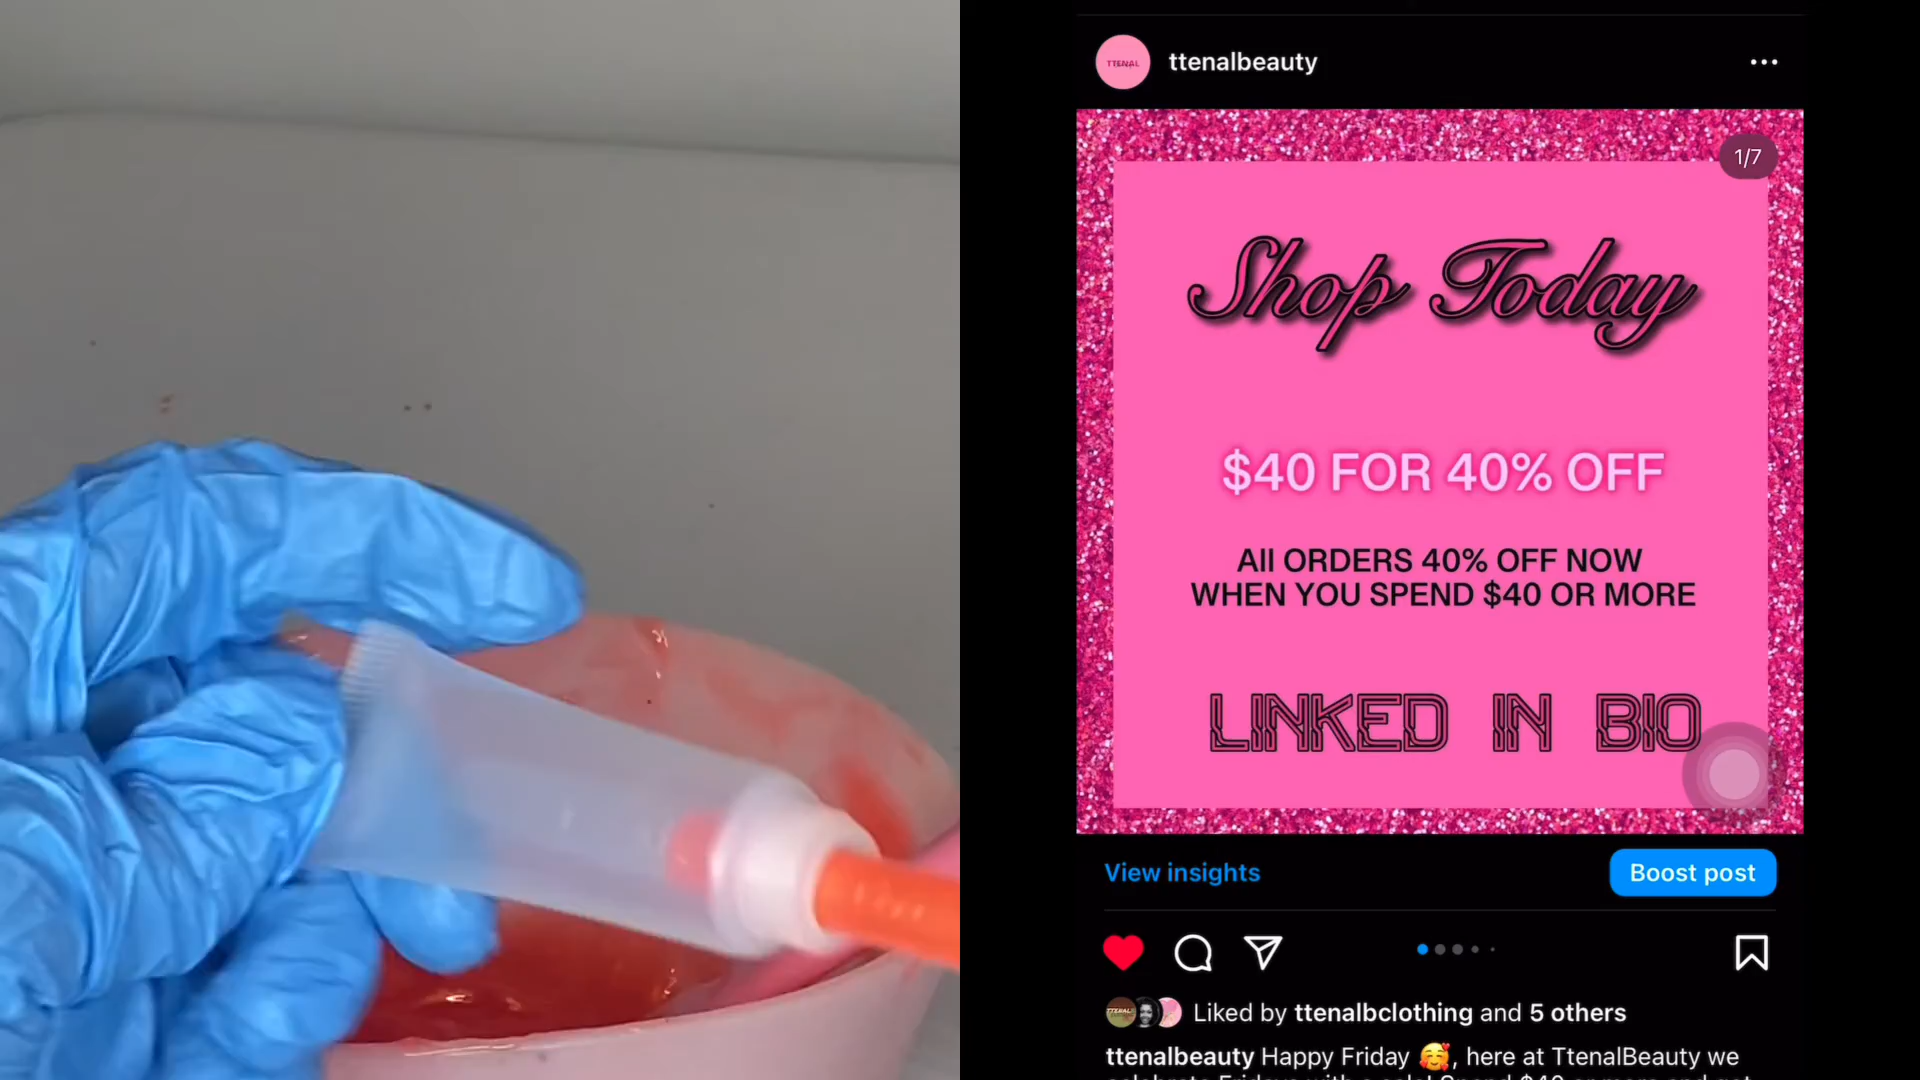 TTENAL
ttenalbeauty
1/7
Shop Today
$40 FOR 40% OFF
All ORDERS 40% OFF NOW
WHEN YOU SPEND $40 OR MORE
LINKED IN BIO
View insights
Boost post
Liked by ttenalbclothing and 5 others
ttenalbeauty Happy Friday 🥰, here at TtenalBeauty we